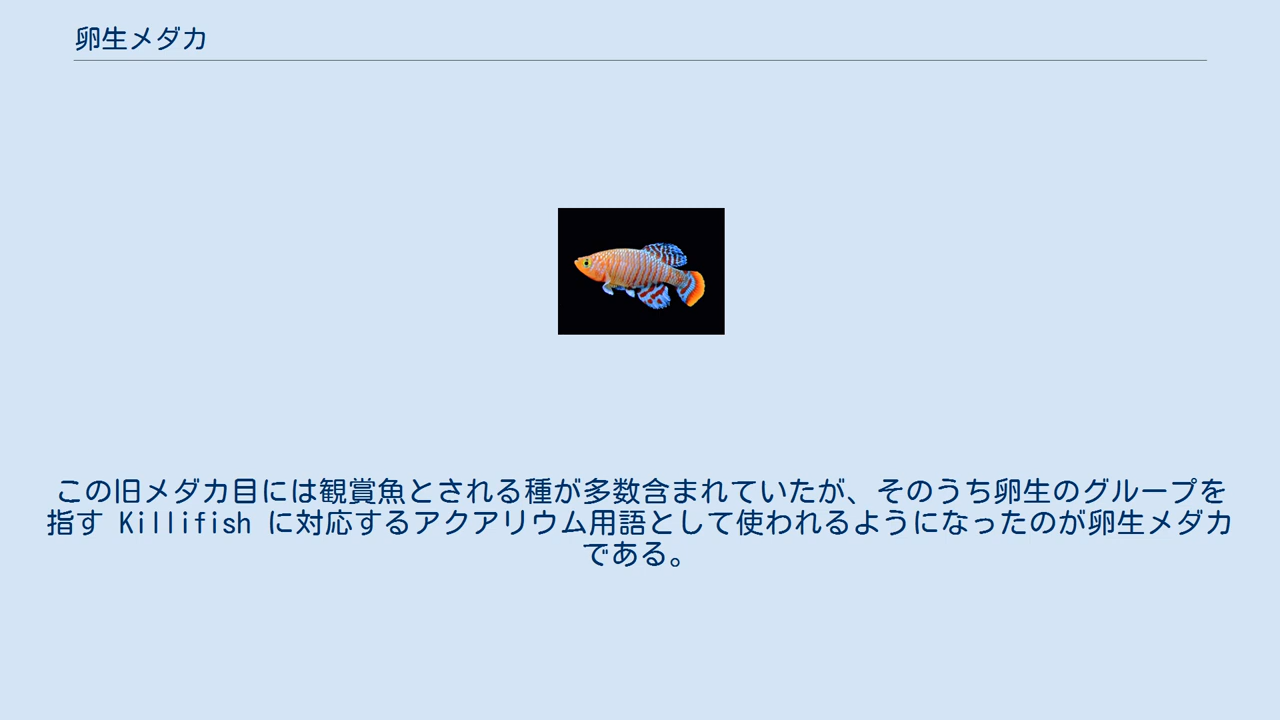 卵生メダカ
この旧メダカ目には観賞魚とされる種が多数含まれていたが、そのうち卵生のグループを
指す Killifish に対応するアクアリウム用語として使われるようになったのが卵生メダカ
である。